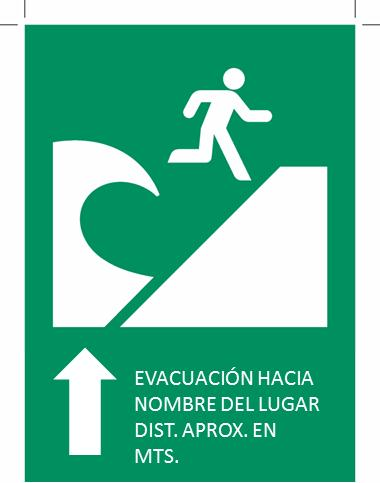 EVACUACIÓN HACIA
NOMBRE DEL LUGAR
DIST. APROX. EN
MTS.